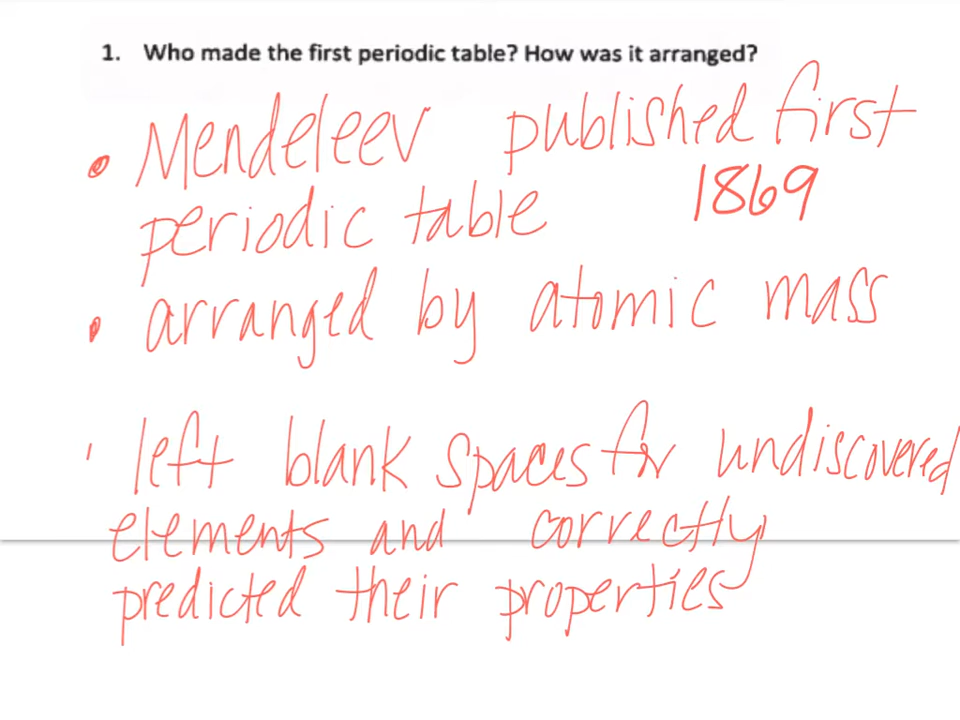 1. Who made the first periodic table? How was it arranged?
• Mendeleev published first
periodic table 1869
• arranged by atomic mass
• left blank spaces for undiscovered
elements and correctly
predicted their properties